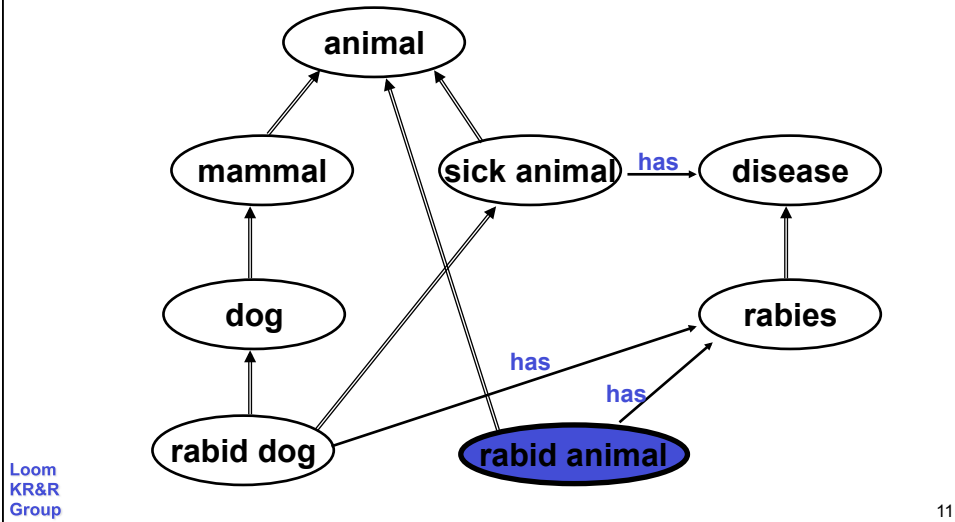 animal
mammal
sick animal
has
disease
dog
rabies
has
has
rabid dog
rabid animal
Loom
KR&R
Group
11